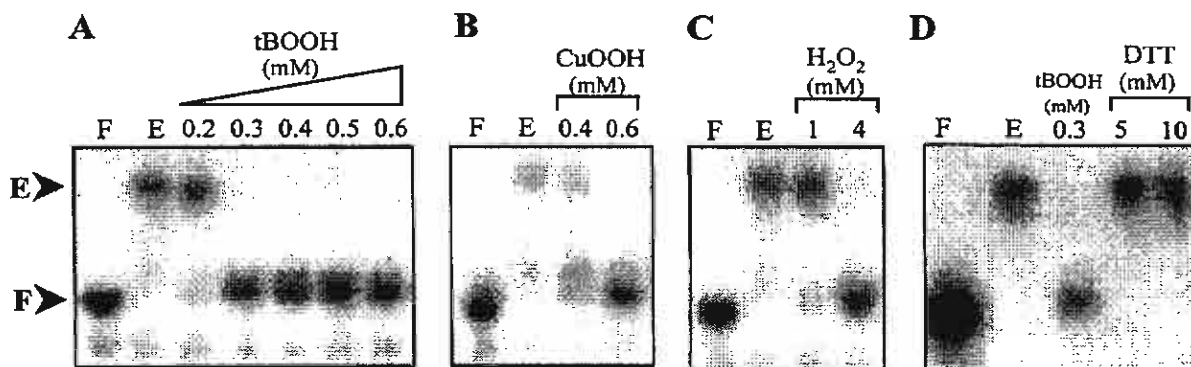 A
tBOOH
(mM)
F E 0.2 0.3 0.4 0.5 0.6
B
CuOOH
(mM)
F E 0.4 0.6
C
H₂O₂
(mM)
F E 1 4
D
tBOOH
(mM)
DTT
(mM)
F E 0.3 5 10
E
F